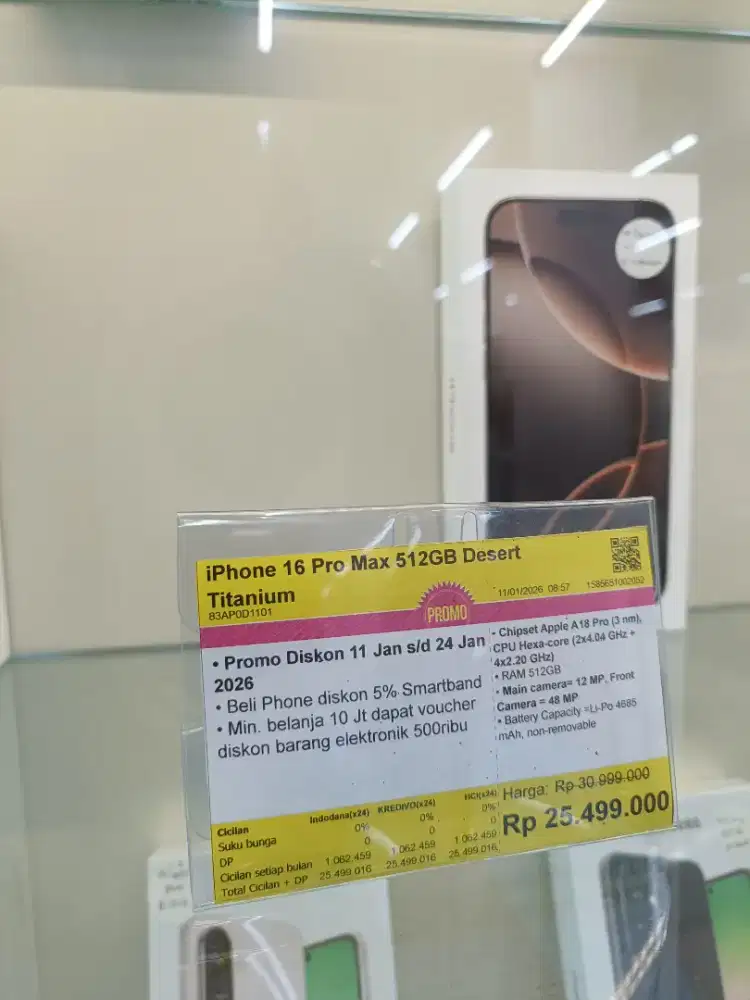 iPhone 16 Pro Max 512GB Desert
Titanium
83AP0D1101
11/01/2026 08:57
1585651002052
PROMO
• Promo Diskon 11 Jan s/d 24 Jan
2026
• Beli Phone diskon 5% Smartband
• Min. belanja 10 Jt dapat voucher
diskon barang elektronik 500ribu
• Chipset Apple A18 Pro (3 nm),
CPU Hexa-core (2x4.04 GHz +
4x2.20 GHz)
• RAM 512GB
• Main camera= 12 MP, Front
Camera = 48 MP
• Battery Capacity =Li-Po 4685
mAh, non-removable
Cicilan Indodana(x24) KREDIVO(x24) HCI(x24)
Suku bunga 0% 0% 0%
DP 0 0 0
Cicilan setiap bulan 1.062.459 1.062.459 1.062.459
Total Cicilan + DP 25.499.016 25.499.016 25.499.016
Harga: Rp 30.999.000
Rp 25.499.000